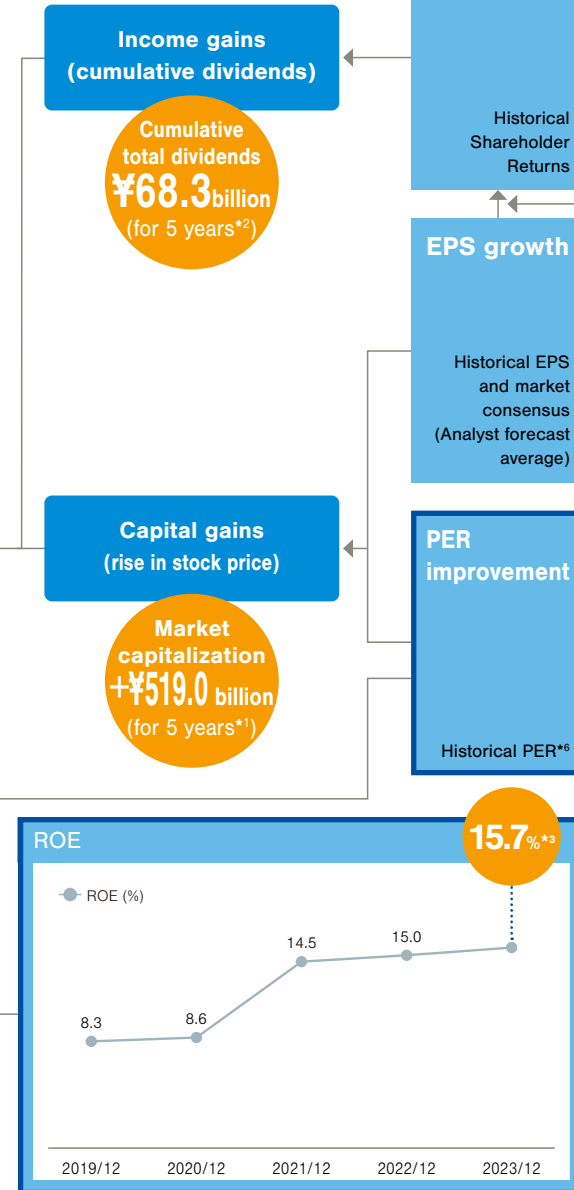 Income gains
(cumulative dividends)
Cumulative
total dividends
¥68.3 billion
(for 5 years*2)
Historical
Shareholder
Returns
EPS growth
Historical EPS
and market
consensus
(Analyst forecast
average)
Capital gains
(rise in stock price)
Market
capitalization
+¥519.0 billion
(for 5 years*1)
PER
improvement
Historical PER*6
ROE
15.7%*3
ROE (%)
8.3
8.6
14.5
15.0
2019/12
2020/12
2021/12
2022/12
2023/12